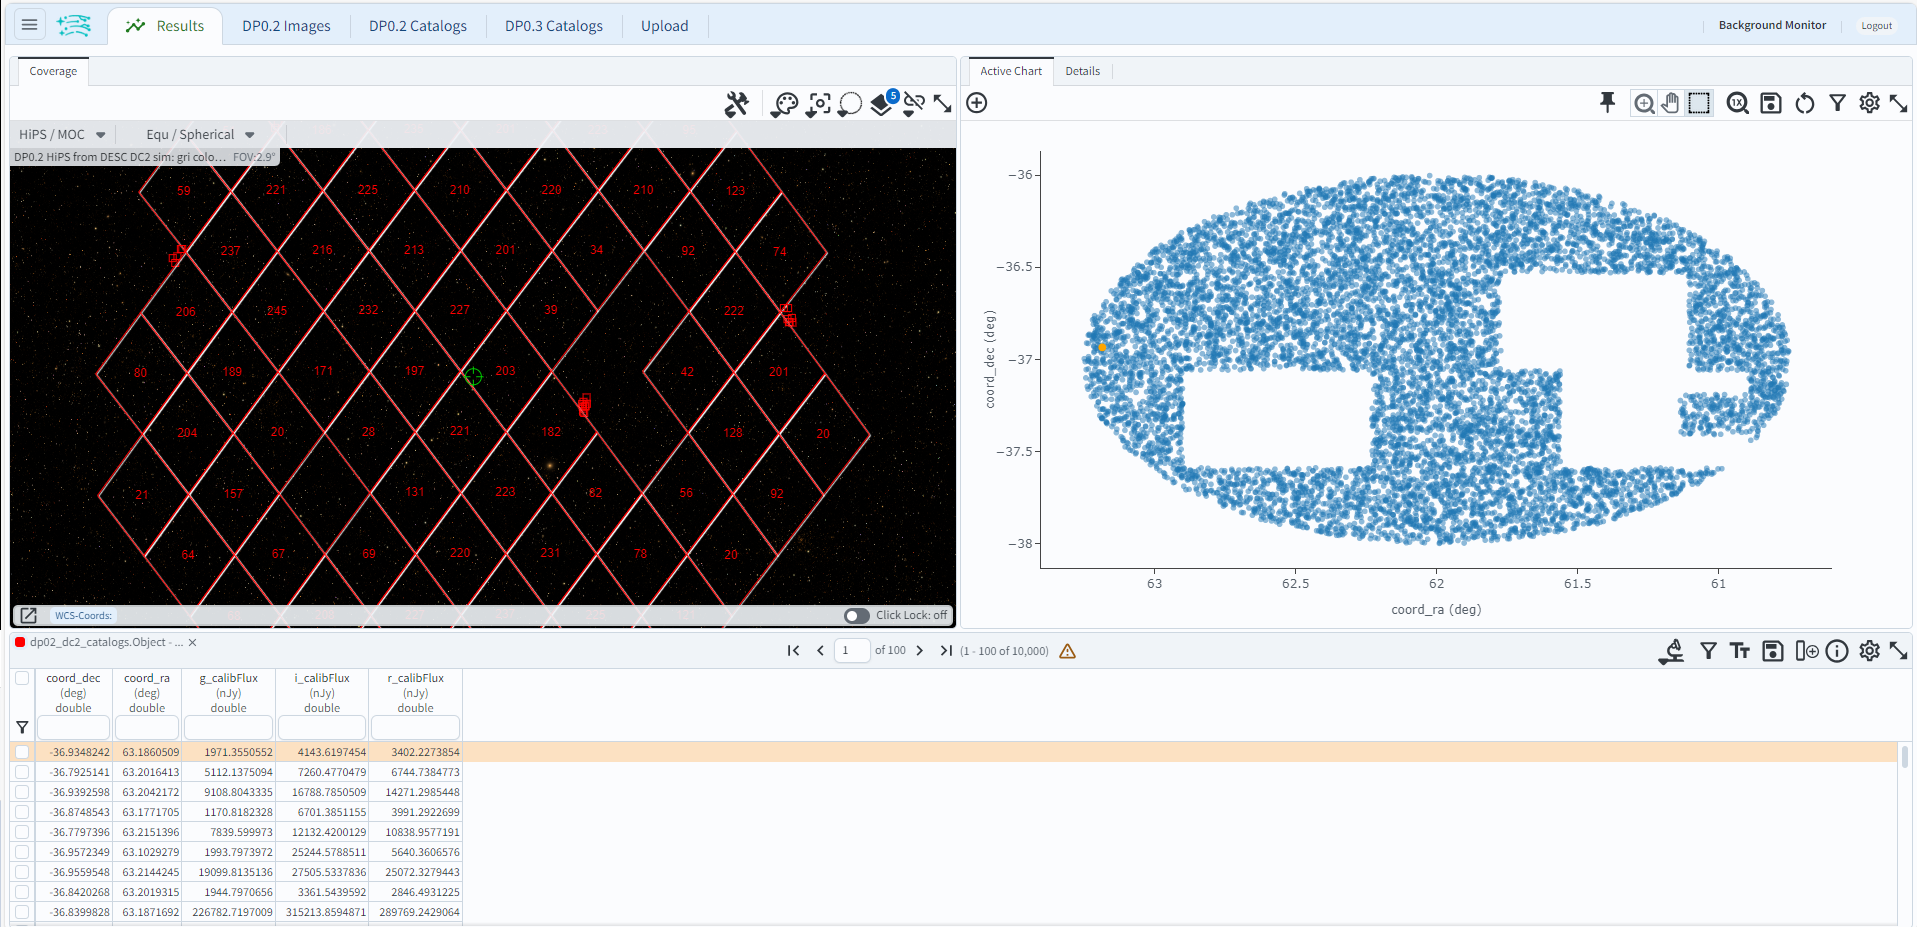 Results
DP0.2 Images
DP0.2 Catalogs
DP0.3 Catalogs
Upload
Background Monitor
Logout
Coverage
5
HiPS / MOC
Equ / Spherical
DP0.2 HiPS from DESC DC2 sim: gri colo... FOV:2.9°
59 221 225 210 220 210 123
237 216 213 201 34 92 74
206 245 232 227 39 222
80 189 171 197 203 42 201
204 20 28 221 182 128 20
21 157 131 223 62 56 92
64 67 69 220 231 78 20
WCS-Coords:
Click Lock: off
Active Chart
Details
1X
−36
−36.5
−37
−37.5
−38
coord_dec (deg)
63 62.5 62 61.5 61
coord_ra (deg)
dp02_dc2_catalogs.Object - ...
1 of 100
(1 - 100 of 10,000)
coord_dec coord_ra g_calibFlux i_calibFlux r_calibFlux
(deg) (deg) (nJy) (nJy) (nJy)
double double double double double
-36.9348242 63.1860509 1971.3550552 4143.6197454 3402.2273854
-36.7925141 63.2016413 5112.1375094 7260.4770479 6744.7384773
-36.9392598 63.2042172 9108.8043335 16788.7850509 14271.2985448
-36.8748543 63.1771705 1170.8182328 6701.3851155 3991.2922699
-36.7797396 63.2151396 7839.599973 12132.4200129 10838.9577191
-36.9572349 63.1029279 1993.7973972 25244.5788511 5640.3606576
-36.9559548 63.2144245 19099.8135136 27505.5337836 25072.3279443
-36.8420268 63.2019315 1944.7970656 3361.5439592 2846.4931225
-36.8399828 63.1871692 226782.7197009 315213.8594871 289769.2429064